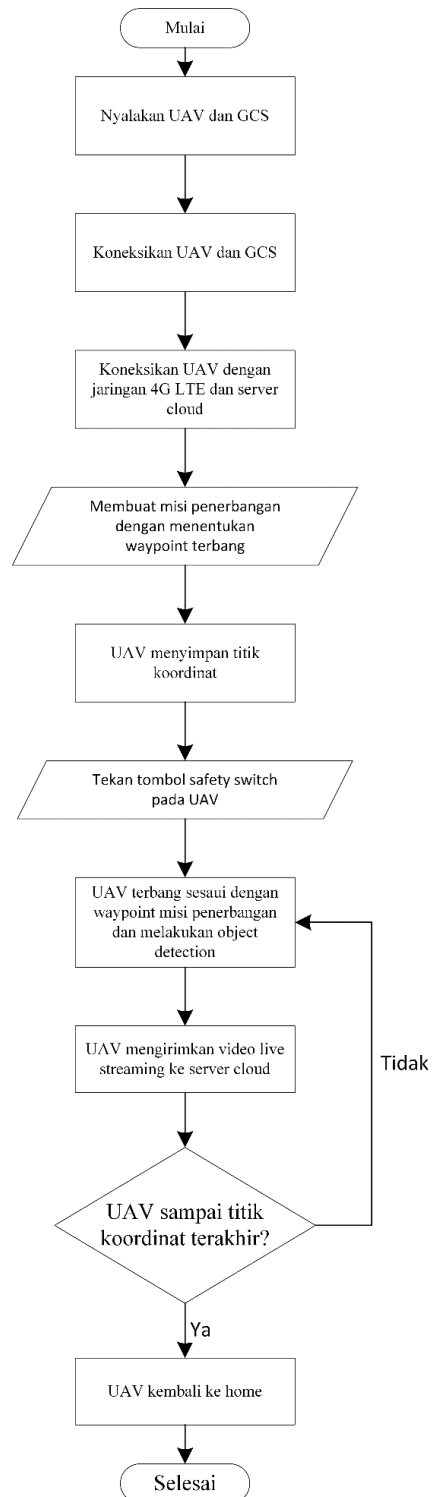 Mulai
Nyalakan UAV dan GCS
Koneksikan UAV dan GCS
Koneksikan UAV dengan
jaringan 4G LTE dan server
cloud
Membuat misi penerbangan
dengan menentukan
waypoint terbang
UAV menyimpan titik
koordinat
Tekan tombol safety switch
pada UAV
UAV terbang sesaui dengan
waypoint misi penerbangan
dan melakukan object
detection
UAV mengirimkan video live
streaming ke server cloud
Tidak
UAV sampai titik
koordinat terakhir?
Ya
UAV kembali ke home
Selesai